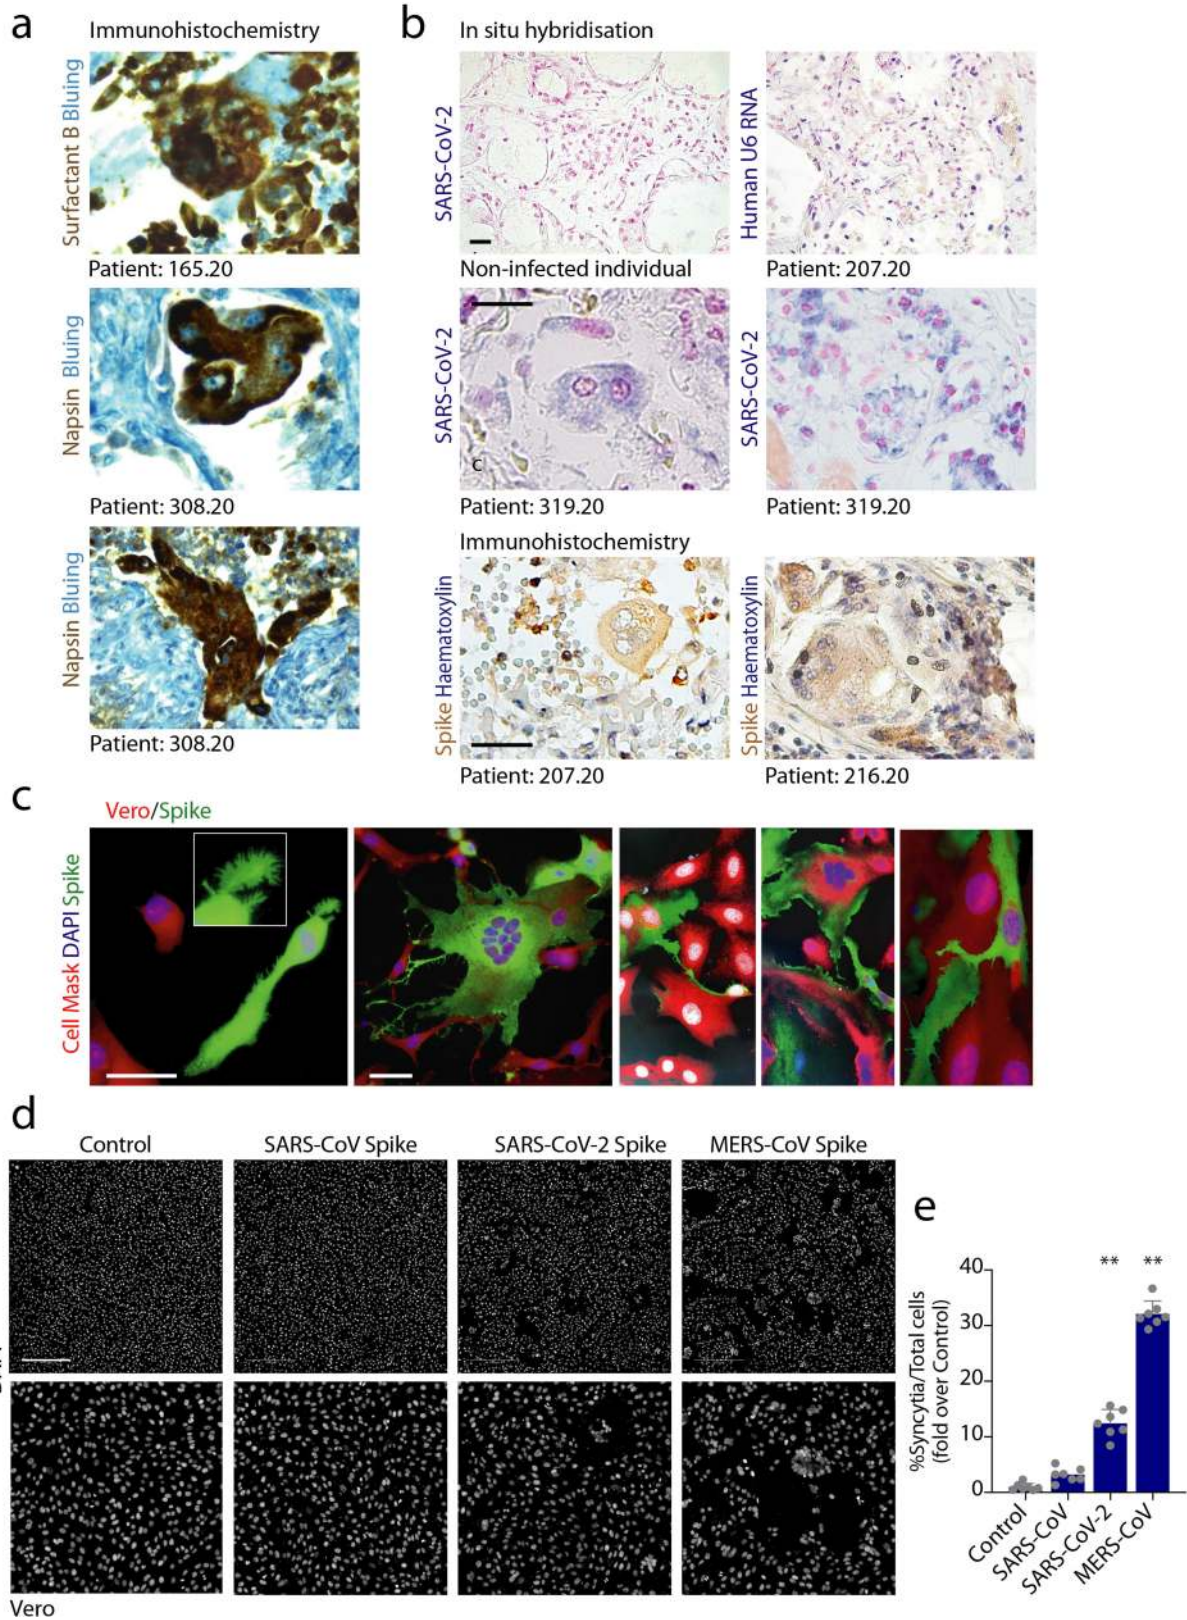 a
Immunohistochemistry
Surfactant B Bluing
Patient: 165.20
Napsin Bluing
Patient: 308.20
Napsin Bluing
Patient: 308.20
b
In situ hybridisation
SARS-CoV-2
Non-infected individual
Human U6 RNA
Patient: 207.20
SARS-CoV-2
c
Patient: 319.20
SARS-CoV-2
Patient: 319.20
Immunohistochemistry
Spike Haematoxylin
Patient: 207.20
Spike Haematoxylin
Patient: 216.20
c
Vero/Spike
Cell Mask DAPI Spike
d
Control
SARS-CoV Spike
SARS-CoV-2 Spike
MERS-CoV Spike
Vero
e
%Syncytia/Total cells
(fold over Control)
40
30
20
10
0
** **
Control
SARS-CoV
SARS-CoV-2
MERS-CoV